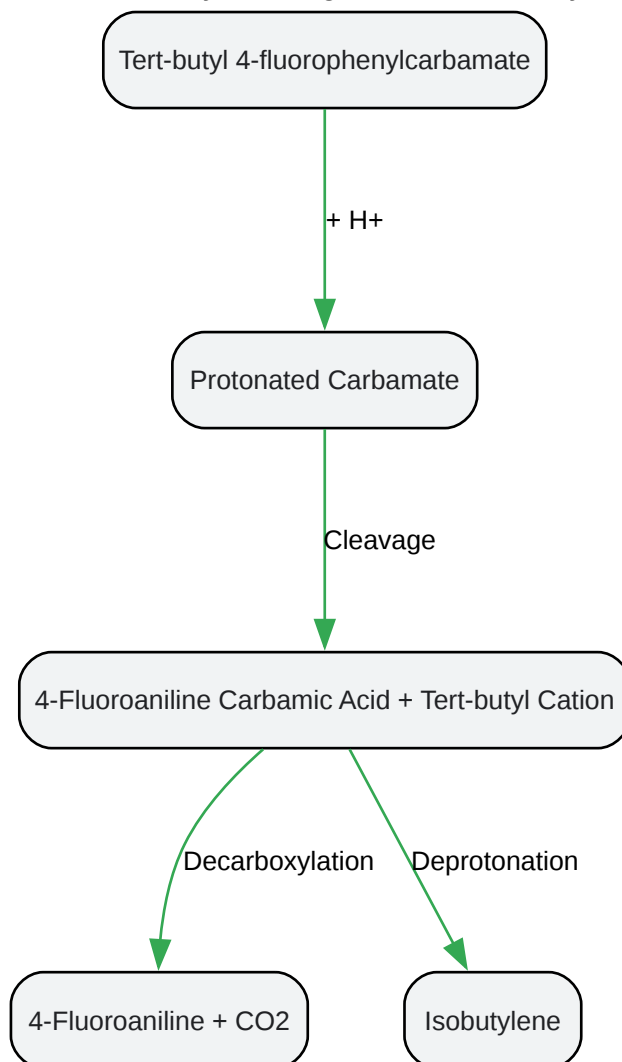 Tert-butyl 4-fluorophenylcarbamate
+ H+
Protonated Carbamate
Cleavage
4-Fluoroaniline Carbamic Acid + Tert-butyl Cation
Decarboxylation
Deprotonation
4-Fluoroaniline + CO2
Isobutylene